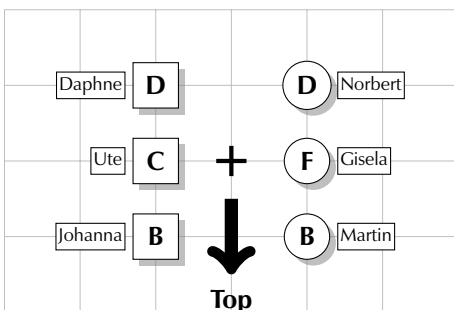 Daphne D D Norbert
Ute C + F Gisela
Johanna B B Martin
Top